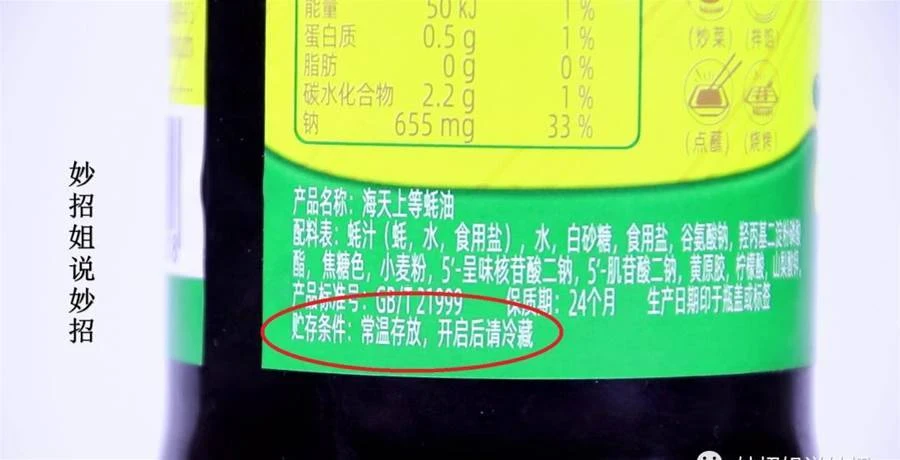 能量 50 kJ 1%
蛋白质 0.5 g 1%
脂肪 0 g 0%
碳水化合物 2.2 g 1%
钠 655 mg 33%
(炒菜) (拌馅)
(点蘸) (烧烤)
产品名称：海天上等蚝油
配料表：蚝汁（蚝，水，食用盐），水，白砂糖，食用盐，谷氨酸钠，羟丙基二淀粉磷酸
酯，焦糖色，小麦粉，5′-呈味核苷酸二钠，5′-肌苷酸二钠，黄原胶，柠檬酸，山梨酸钾。
产品标准号：GB/T 21999 保质期：24个月 生产日期印于瓶盖或标签
贮存条件：常温存放，开启后请冷藏
妙招姐说妙招